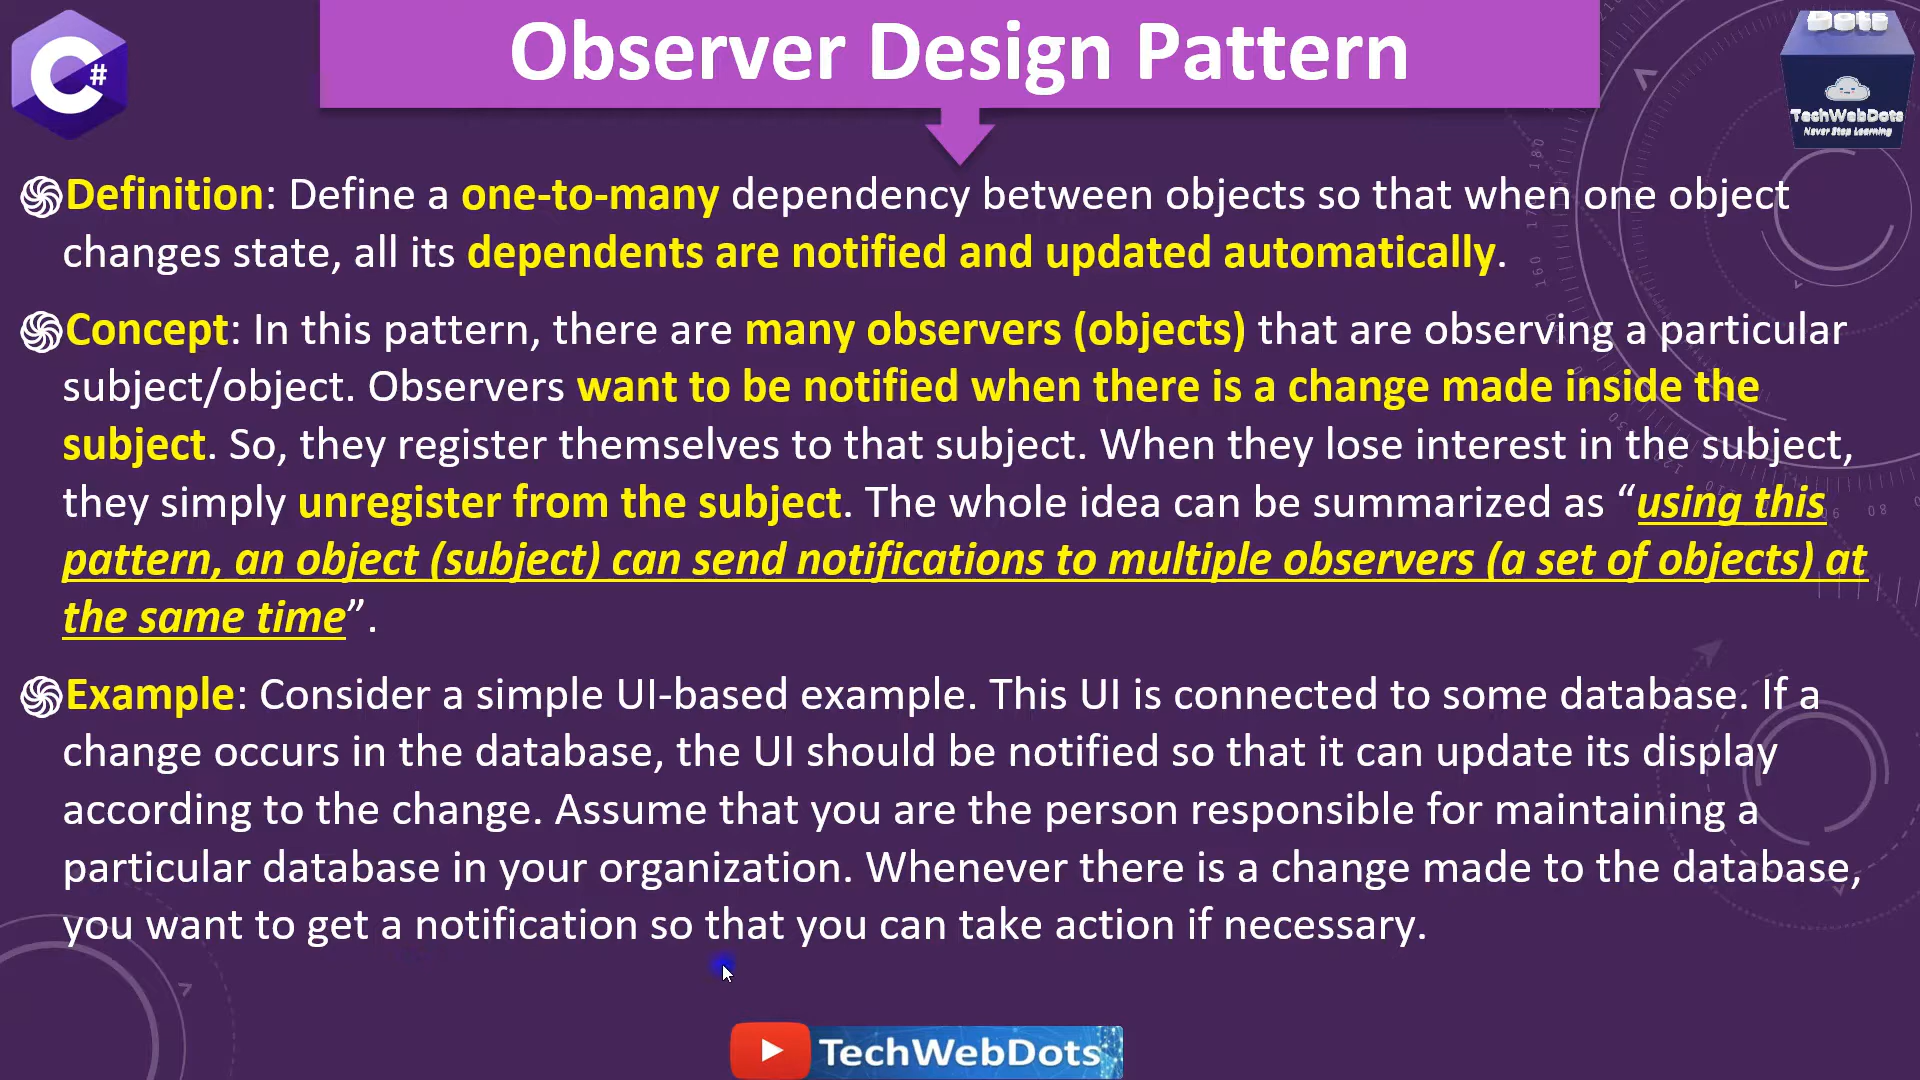 C#
Observer Design Pattern
Dots
TechWebDots
Never Stop Learning
Definition: Define a one-to-many dependency between objects so that when one object
changes state, all its dependents are notified and updated automatically.
Concept: In this pattern, there are many observers (objects) that are observing a particular
subject/object. Observers want to be notified when there is a change made inside the
subject. So, they register themselves to that subject. When they lose interest in the subject,
they simply unregister from the subject. The whole idea can be summarized as “using this
pattern, an object (subject) can send notifications to multiple observers (a set of objects) at
the same time”.
Example: Consider a simple UI-based example. This UI is connected to some database. If a
change occurs in the database, the UI should be notified so that it can update its display
according to the change. Assume that you are the person responsible for maintaining a
particular database in your organization. Whenever there is a change made to the database,
you want to get a notification so that you can take action if necessary.
TechWebDots